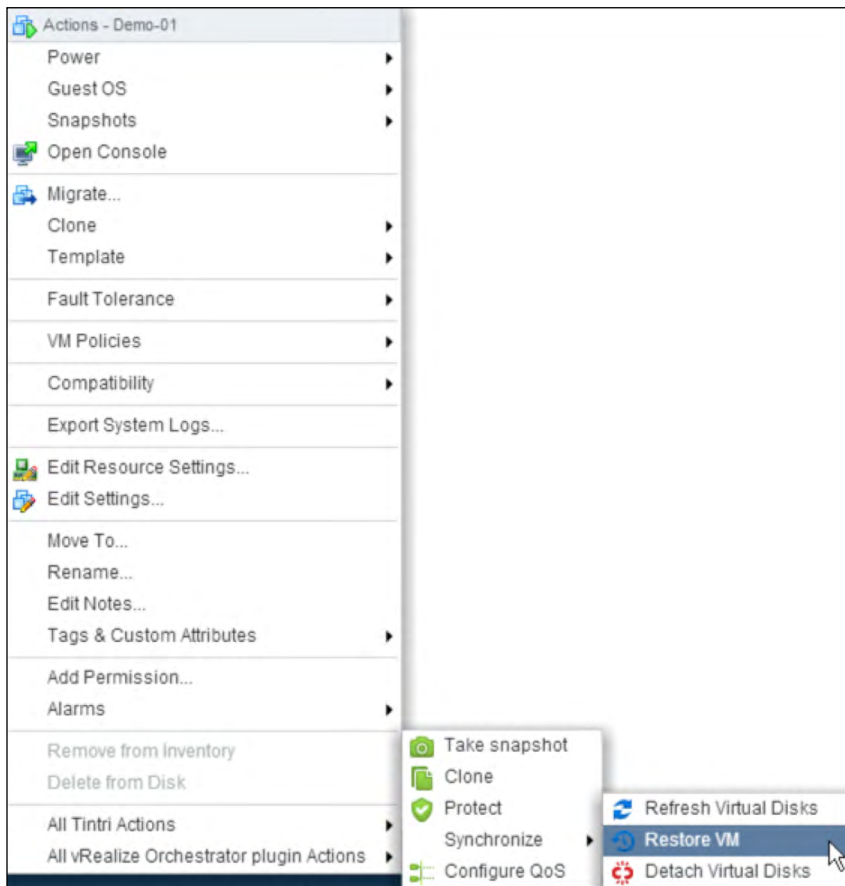 Actions - Demo-01
Power
Guest OS
Snapshots
Open Console
Migrate...
Clone
Template
Fault Tolerance
VM Policies
Compatibility
Export System Logs...
Edit Resource Settings...
Edit Settings...
Move To...
Rename...
Edit Notes...
Tags & Custom Attributes
Add Permission...
Alarms
Remove from Inventory
Delete from Disk
All Tintri Actions
All vRealize Orchestrator plugin Actions
Take snapshot
Clone
Protect
Synchronize
Configure QoS
Refresh Virtual Disks
Restore VM
Detach Virtual Disks